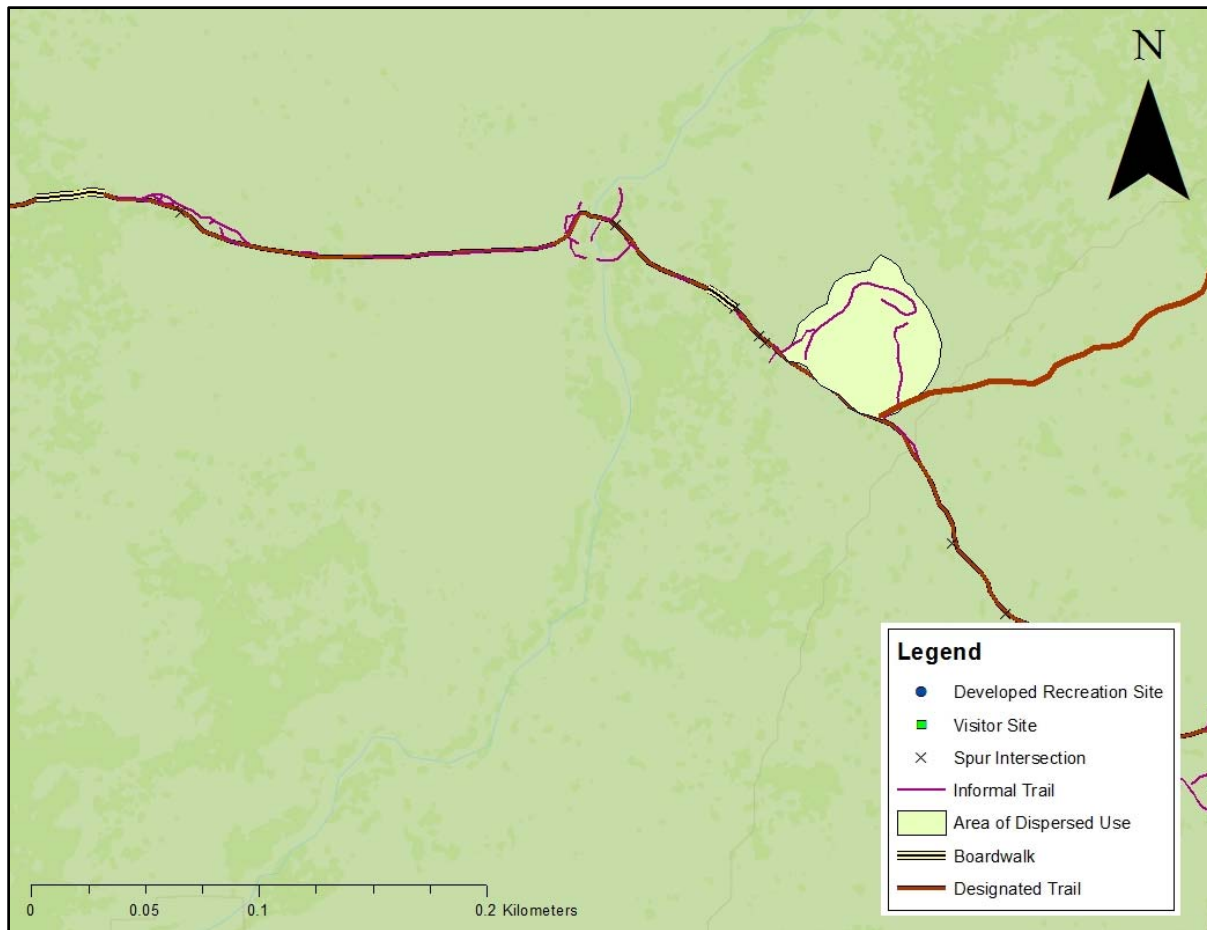 N
Legend
Developed Recreation Site
Visitor Site
Spur Intersection
Informal Trail
Area of Dispersed Use
Boardwalk
Designated Trail
0 0.05 0.1 0.2 Kilometers